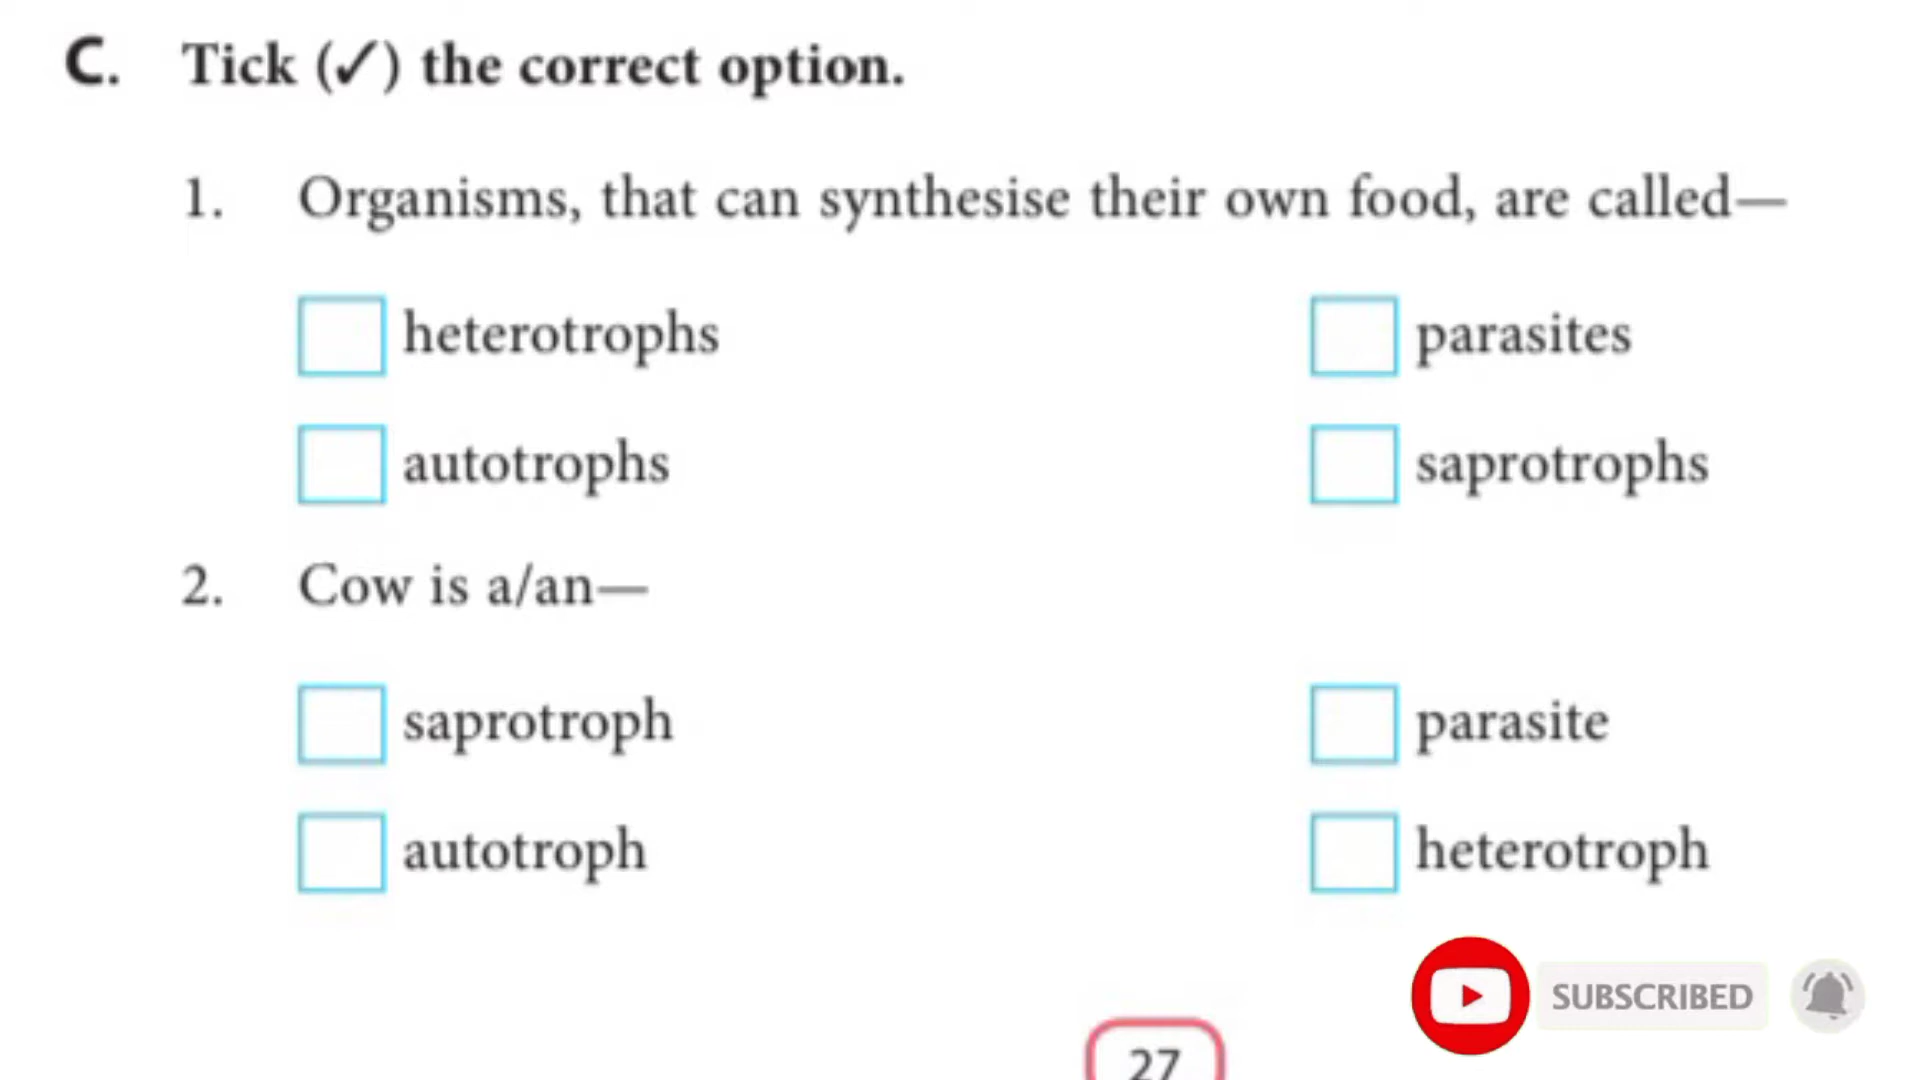 C. Tick (✓) the correct option.
1. Organisms, that can synthesise their own food, are called—
heterotrophs parasites
autotrophs saprotrophs
2. Cow is a/an—
saprotroph parasite
autotroph heterotroph
SUBSCRIBED
27